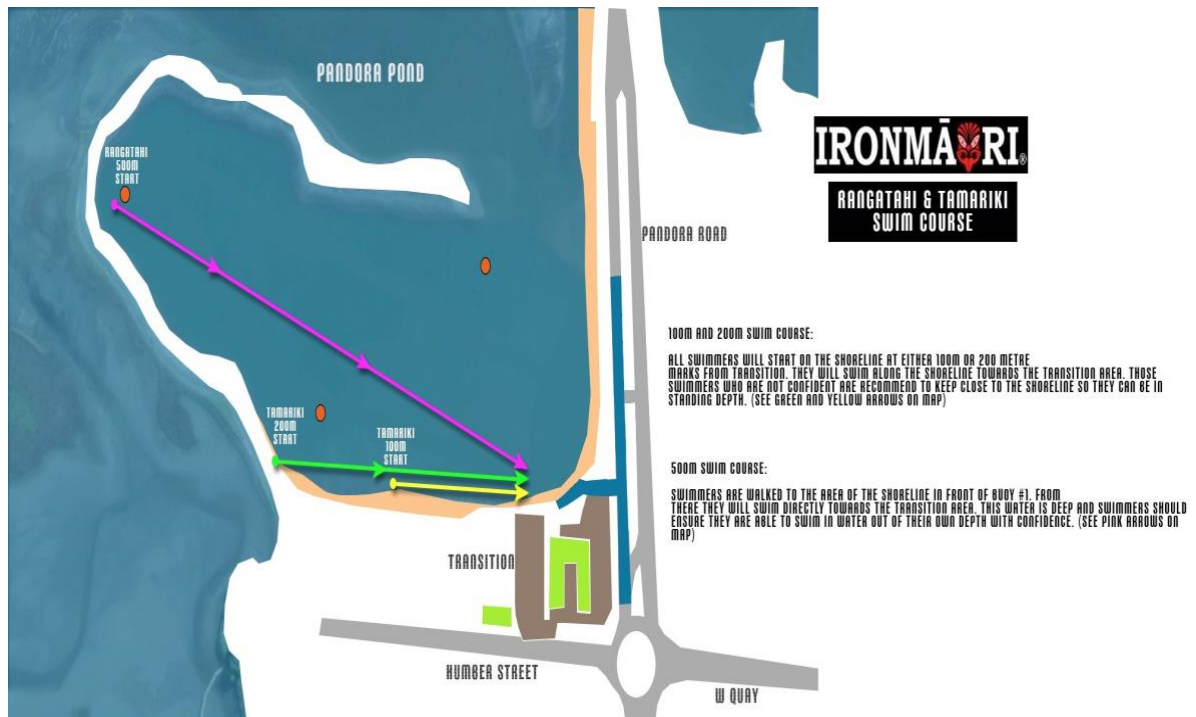 PANDORA POND
RANGATAHI
500M
START
PANDORA ROAD
TAMARIKI
200M
START
TAMARIKI
100M
START
TRANSITION
HUMBER STREET
W QUAY
IRONMĀORI®
RANGATAHI & TAMARIKI
SWIM COURSE
100M AND 200M SWIM COURSE:
ALL SWIMMERS WILL START ON THE SHORELINE AT EITHER 100M OR 200 METRE
MARKS FROM TRANSITION. THEY WILL SWIM ALONG THE SHORELINE TOWARDS THE TRANSITION AREA. THOSE
SWIMMERS WHO ARE NOT CONFIDENT ARE RECOMMEND TO KEEP CLOSE TO THE SHORELINE SO THEY CAN BE IN
STANDING DEPTH. (SEE GREEN AND YELLOW ARROWS ON MAP)
500M SWIM COURSE:
SWIMMERS ARE WALKED TO THE AREA OF THE SHORELINE IN FRONT OF BUOY #1. FROM
THERE THEY WILL SWIM DIRECTLY TOWARDS THE TRANSITION AREA. THIS WATER IS DEEP AND SWIMMERS SHOULD
ENSURE THEY ARE ABLE TO SWIM IN WATER OUT OF THEIR OWN DEPTH WITH CONFIDENCE. (SEE PINK ARROWS ON
MAP)